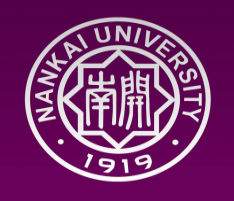 NANKAI UNIVERSITY
南開
· 1919 ·